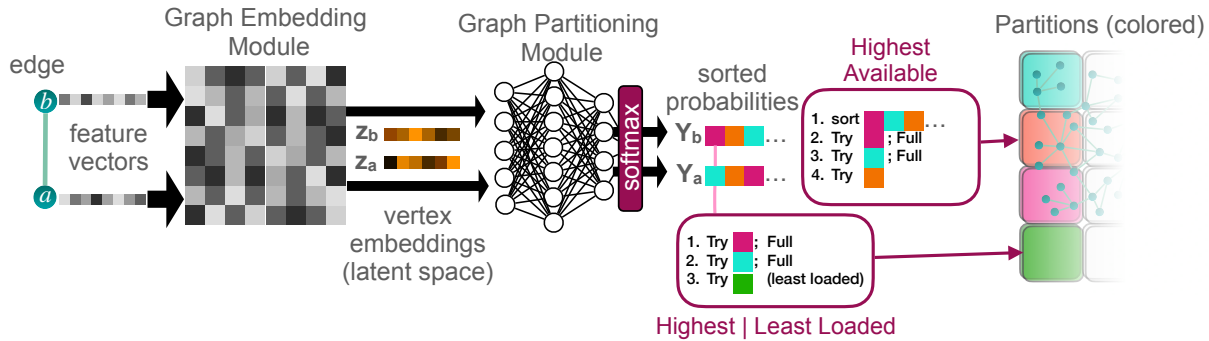 Graph Embedding
Module
Graph Partitioning
Module
Partitions (colored)
edge
b
a
feature
vectors
z_b
z_a
vertex
embeddings
(latent space)
softmax
sorted
probabilities
Y_b ...
Y_a ...
Highest
Available
1. sort ...
2. Try ; Full
3. Try ; Full
4. Try
1. Try ; Full
2. Try ; Full
3. Try (least loaded)
Highest | Least Loaded